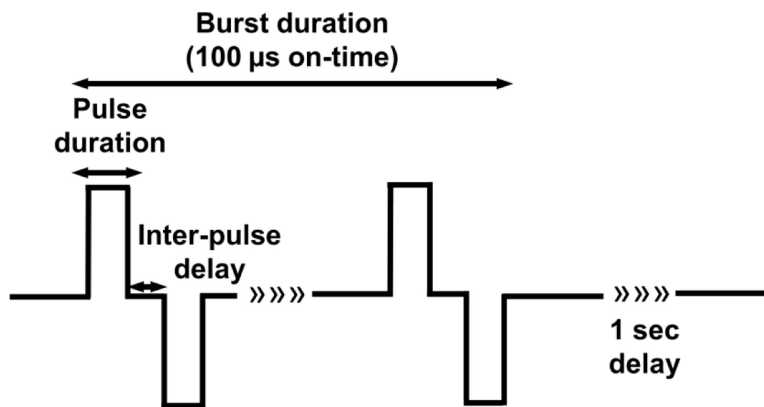 Burst duration
(100 µs on-time)
Pulse
duration
Inter-pulse
delay
»»» »»»
1 sec
delay